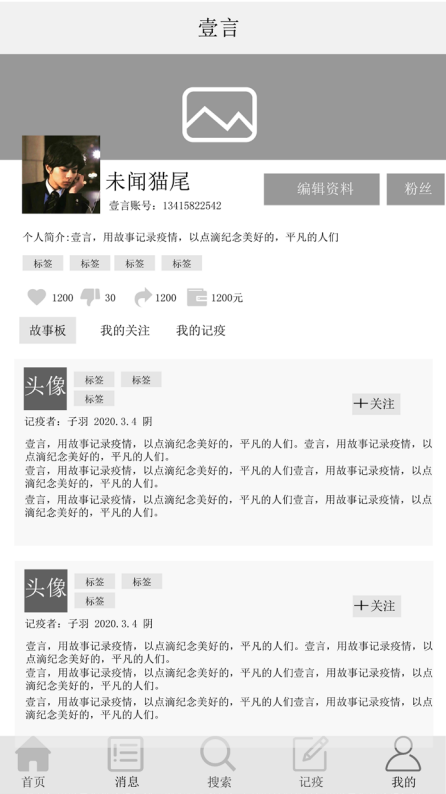 壹言
未闻猫尾
编辑资料
粉丝
壹言账号：13415822542
个人简介:壹言，用故事记录疫情，以点滴纪念美好的，平凡的人们
标签 标签 标签 标签
1200 30 1200 1200元
故事板 我的关注 我的记疫
头像
标签 标签
标签
+关注
记疫者：子羽 2020.3.4 阴
壹言，用故事记录疫情，以点滴纪念美好的，平凡的人们。壹言，用故事记录疫情，以
点滴纪念美好的，平凡的人们。
壹言，用故事记录疫情，以点滴纪念美好的，平凡的人们壹言，用故事记录疫情，以点
滴纪念美好的，平凡的人们。
壹言，用故事记录疫情，以点滴纪念美好的，平凡的人们壹言，用故事记录疫情，以点
滴纪念美好的，平凡的人们。
头像
标签 标签
标签
+关注
记疫者：子羽 2020.3.4 阴
壹言，用故事记录疫情，以点滴纪念美好的，平凡的人们。壹言，用故事记录疫情，以
点滴纪念美好的，平凡的人们。
壹言，用故事记录疫情，以点滴纪念美好的，平凡的人们壹言，用故事记录疫情，以点
滴纪念美好的，平凡的人们。
壹言，用故事记录疫情，以点滴纪念美好的，平凡的人们壹言，用故事记录疫情，以点
滴纪念美好的，平凡的人们。
首页 消息 搜索 记疫 我的